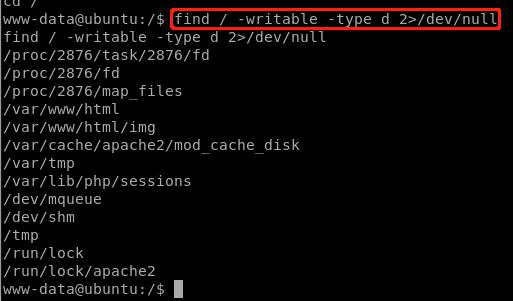 cd /
www-data@ubuntu:/$ find / -writable -type d 2>/dev/null
find / -writable -type d 2>/dev/null
/proc/2876/task/2876/fd
/proc/2876/fd
/proc/2876/map_files
/var/www/html
/var/www/html/img
/var/cache/apache2/mod_cache_disk
/var/tmp
/var/lib/php/sessions
/dev/mqueue
/dev/shm
/tmp
/run/lock
/run/lock/apache2
www-data@ubuntu:/$